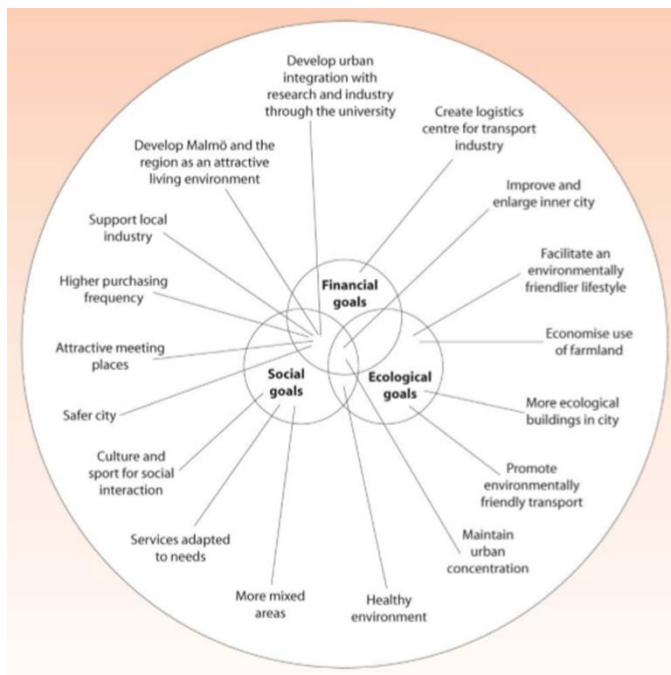 Develop urban
integration with
research and industry
through the university
Create logistics
centre for transport
industry
Develop Malmö and the
region as an attractive
living environment
Improve and
enlarge inner city
Support local
industry
Facilitate an
environmentally
friendlier lifestyle
Higher purchasing
frequency
Financial
goals
Economise use
of farmland
Attractive meeting
places
Social
goals
Ecological
goals
More ecological
buildings in city
Safer city
Culture and
sport for social
interaction
Promote
environmentally
friendly transport
Services adapted
to needs
Maintain
urban
concentration
More mixed
areas
Healthy
environment